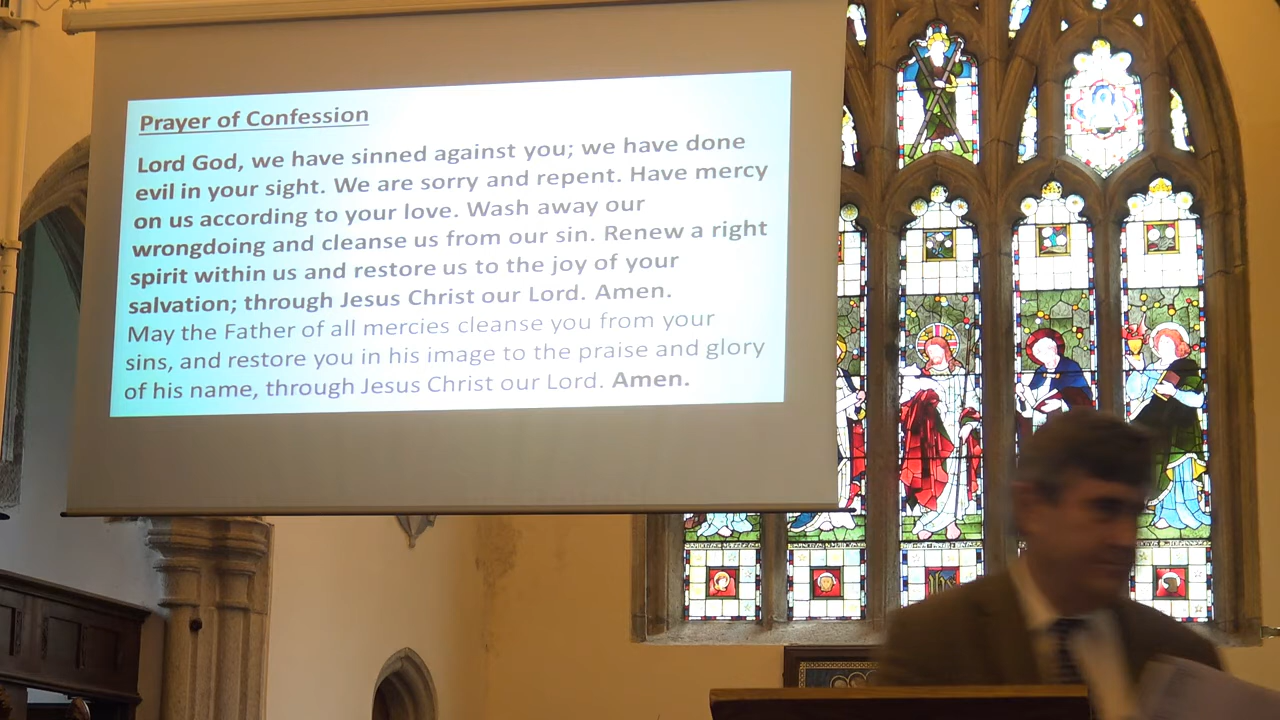 Prayer of Confession
Lord God, we have sinned against you; we have done
evil in your sight. We are sorry and repent. Have mercy
on us according to your love. Wash away our
wrongdoing and cleanse us from our sin. Renew a right
spirit within us and restore us to the joy of your
salvation; through Jesus Christ our Lord. Amen.
May the Father of all mercies cleanse you from your
sins, and restore you in his image to the praise and glory
of his name, through Jesus Christ our Lord. Amen.
ihs